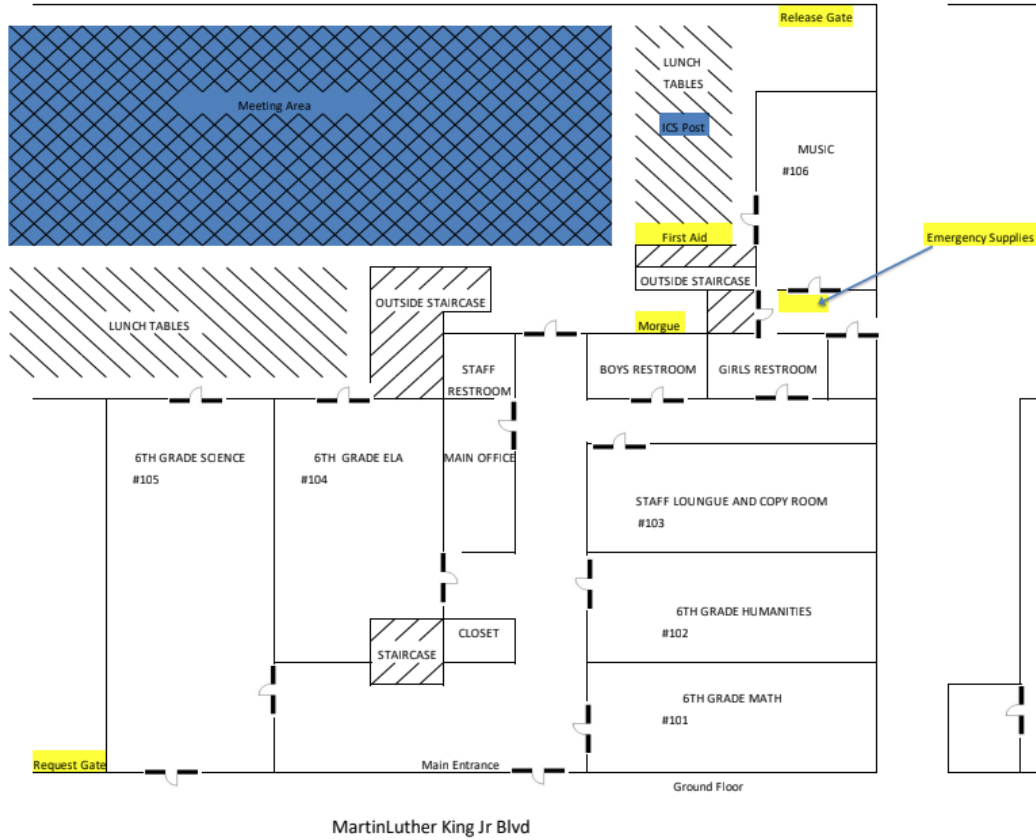 Release Gate
LUNCH
TABLES
Meeting Area
ICS Post
MUSIC
#106
First Aid
Emergency Supplies
OUTSIDE STAIRCASE
OUTSIDE STAIRCASE
LUNCH TABLES
Morgue
STAFF
RESTROOM
BOYS RESTROOM
GIRLS RESTROOM
6TH GRADE SCIENCE
#105
6TH GRADE ELA
#104
MAIN OFFICE
STAFF LOUNGUE AND COPY ROOM
#103
6TH GRADE HUMANITIES
#102
CLOSET
STAIRCASE
6TH GRADE MATH
#101
Request Gate
Main Entrance
Ground Floor
MartinLuther King Jr Blvd